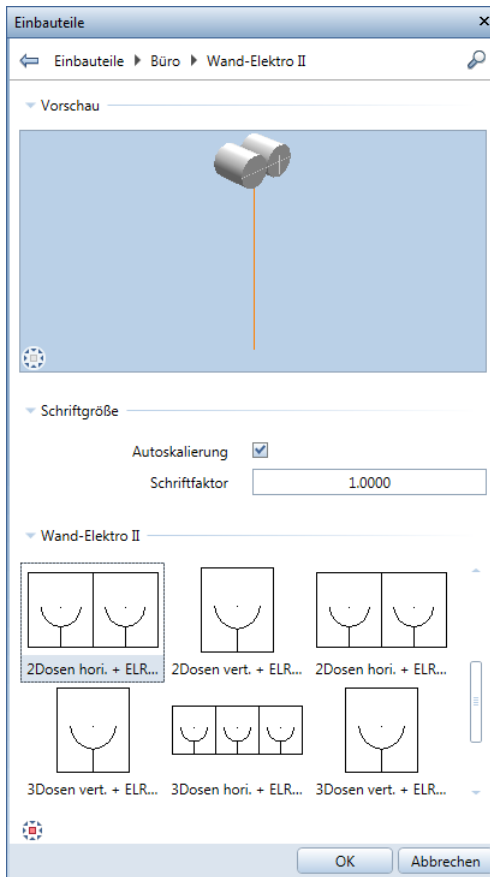 Einbauteile
Einbauteile Büro Wand-Elektro II
Vorschau
Schriftgröße
Autoskalierung
Schriftfaktor 1.0000
Wand-Elektro II
2Dosen hori. + ELR... 2Dosen vert. + ELR... 2Dosen hori. + ELR...
3Dosen vert. + ELR... 3Dosen hori. + ELR... 3Dosen vert. + ELR...
OK Abbrechen